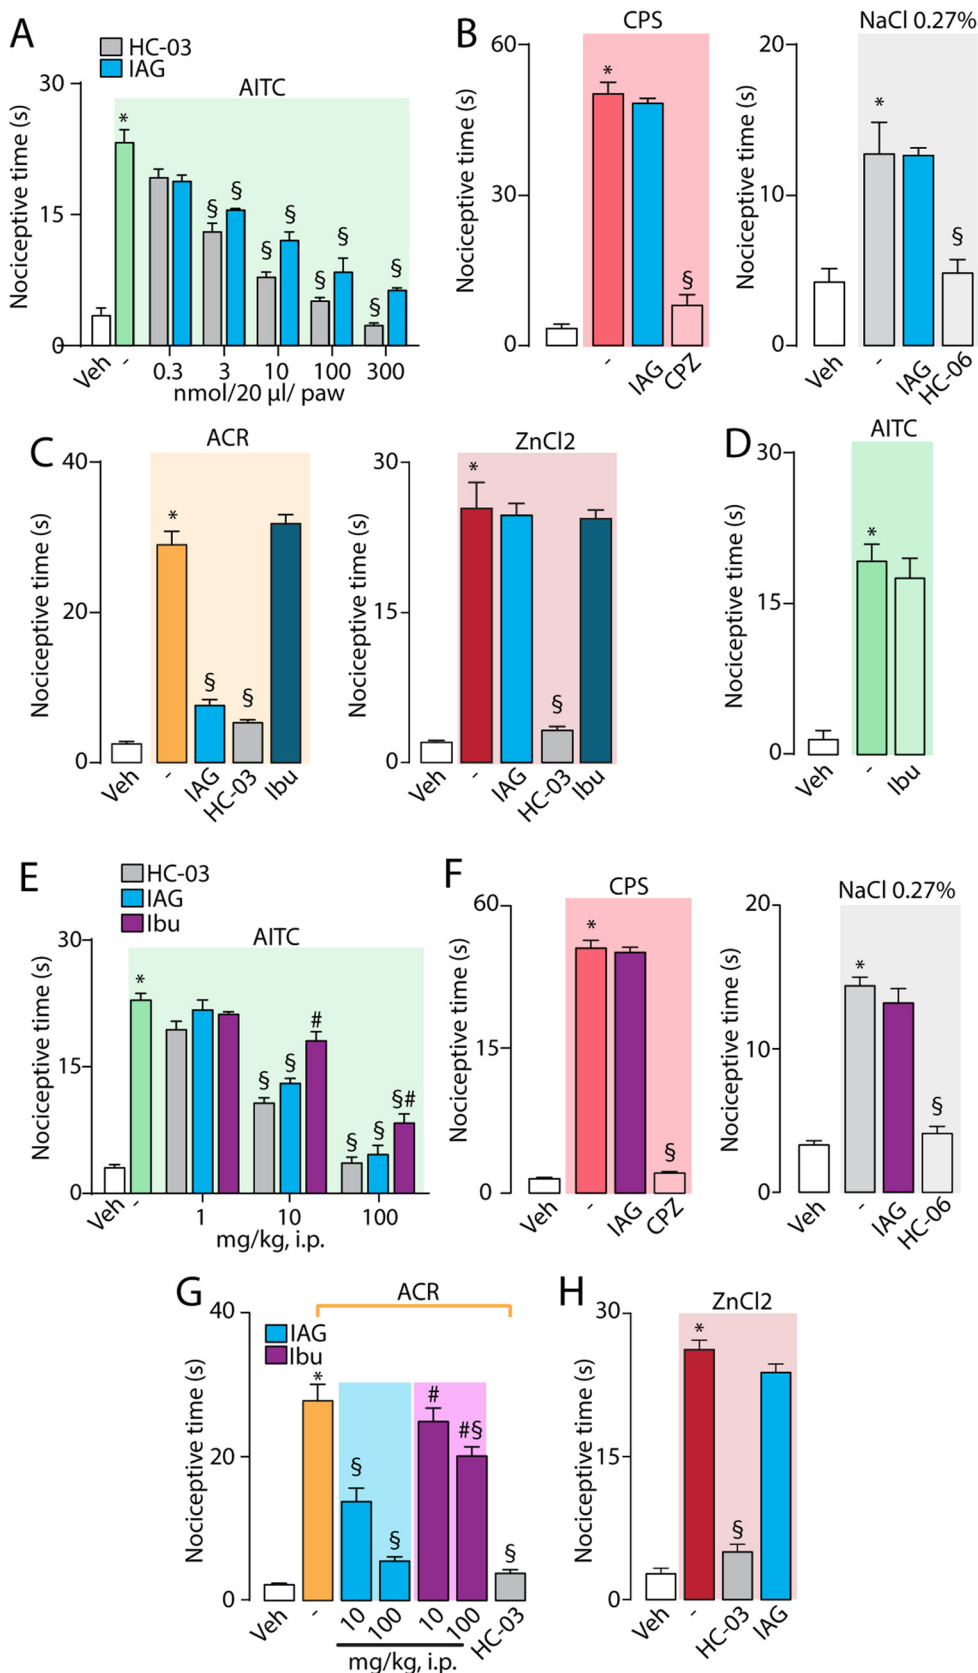 A
HC-03
IAG
AITC
Nociceptive time (s)
30
15
0
*
§ § § § § § § §
Veh - 0.3 3 10 100 300
nmol/20 µl/ paw
B
CPS
Nociceptive time (s)
60
30
0
*
§
- IAG CPZ
NaCl 0.27%
Nociceptive time (s)
20
10
0
*
§
Veh - IAG HC-06
C
ACR
Nociceptive time (s)
40
20
0
*
§ §
Veh - IAG HC-03 Ibu
ZnCl2
Nociceptive time (s)
30
15
0
*
§
Veh - IAG HC-03 Ibu
D
AITC
Nociceptive time (s)
30
15
0
*
Veh - Ibu
E
HC-03
IAG
Ibu
AITC
Nociceptive time (s)
30
15
0
*
§ § # § § §#
Veh - 1 10 100
mg/kg, i.p.
F
CPS
Nociceptive time (s)
60
15
0
*
§
Veh - IAG CPZ
NaCl 0.27%
Nociceptive time (s)
20
10
0
*
§
Veh - IAG HC-06
G
ACR
IAG
Ibu
Nociceptive time (s)
40
20
0
*
§ § # #§ §
Veh - 10 100 10 100 HC-03
mg/kg, i.p.
H
ZnCl2
Nociceptive time (s)
30
15
0
*
§
Veh - HC-03 IAG